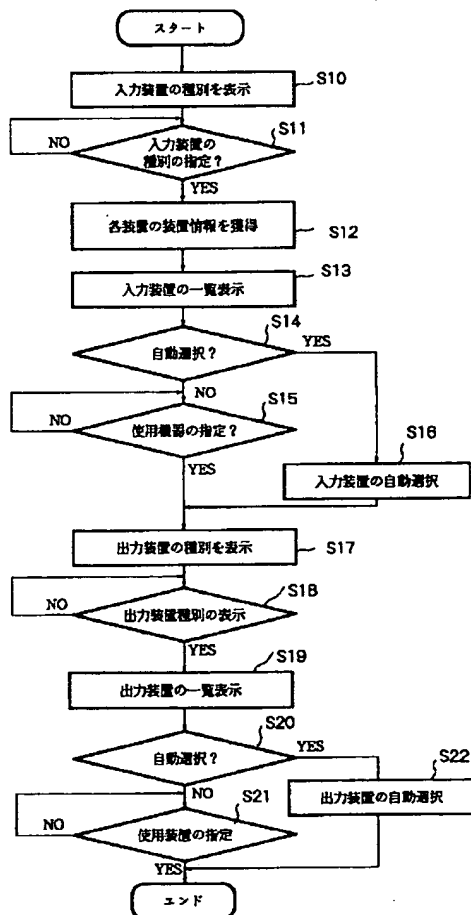 スタート
入力装置の種別を表示
S10
入力装置の
種別の指定?
S11
NO
YES
各装置の装置情報を獲得
S12
入力装置の一覧表示
S13
自動選択?
S14
YES
NO
使用機器の指定?
S15
NO
YES
入力装置の自動選択
S16
出力装置の種別を表示
S17
出力装置種別の表示
S18
NO
YES
出力装置の一覧表示
S19
自動選択?
S20
YES
NO
出力装置の自動選択
S22
使用装置の指定
S21
NO
YES
エンド